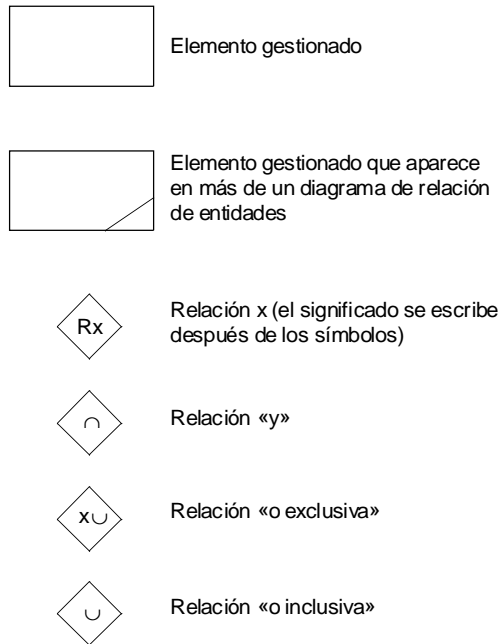 Elemento gestionado
Elemento gestionado que aparece
en más de un diagrama de relación
de entidades
Rx
Relación x (el significado se escribe
después de los símbolos)
∩
Relación «y»
x∪
Relación «o exclusiva»
∪
Relación «o inclusiva»